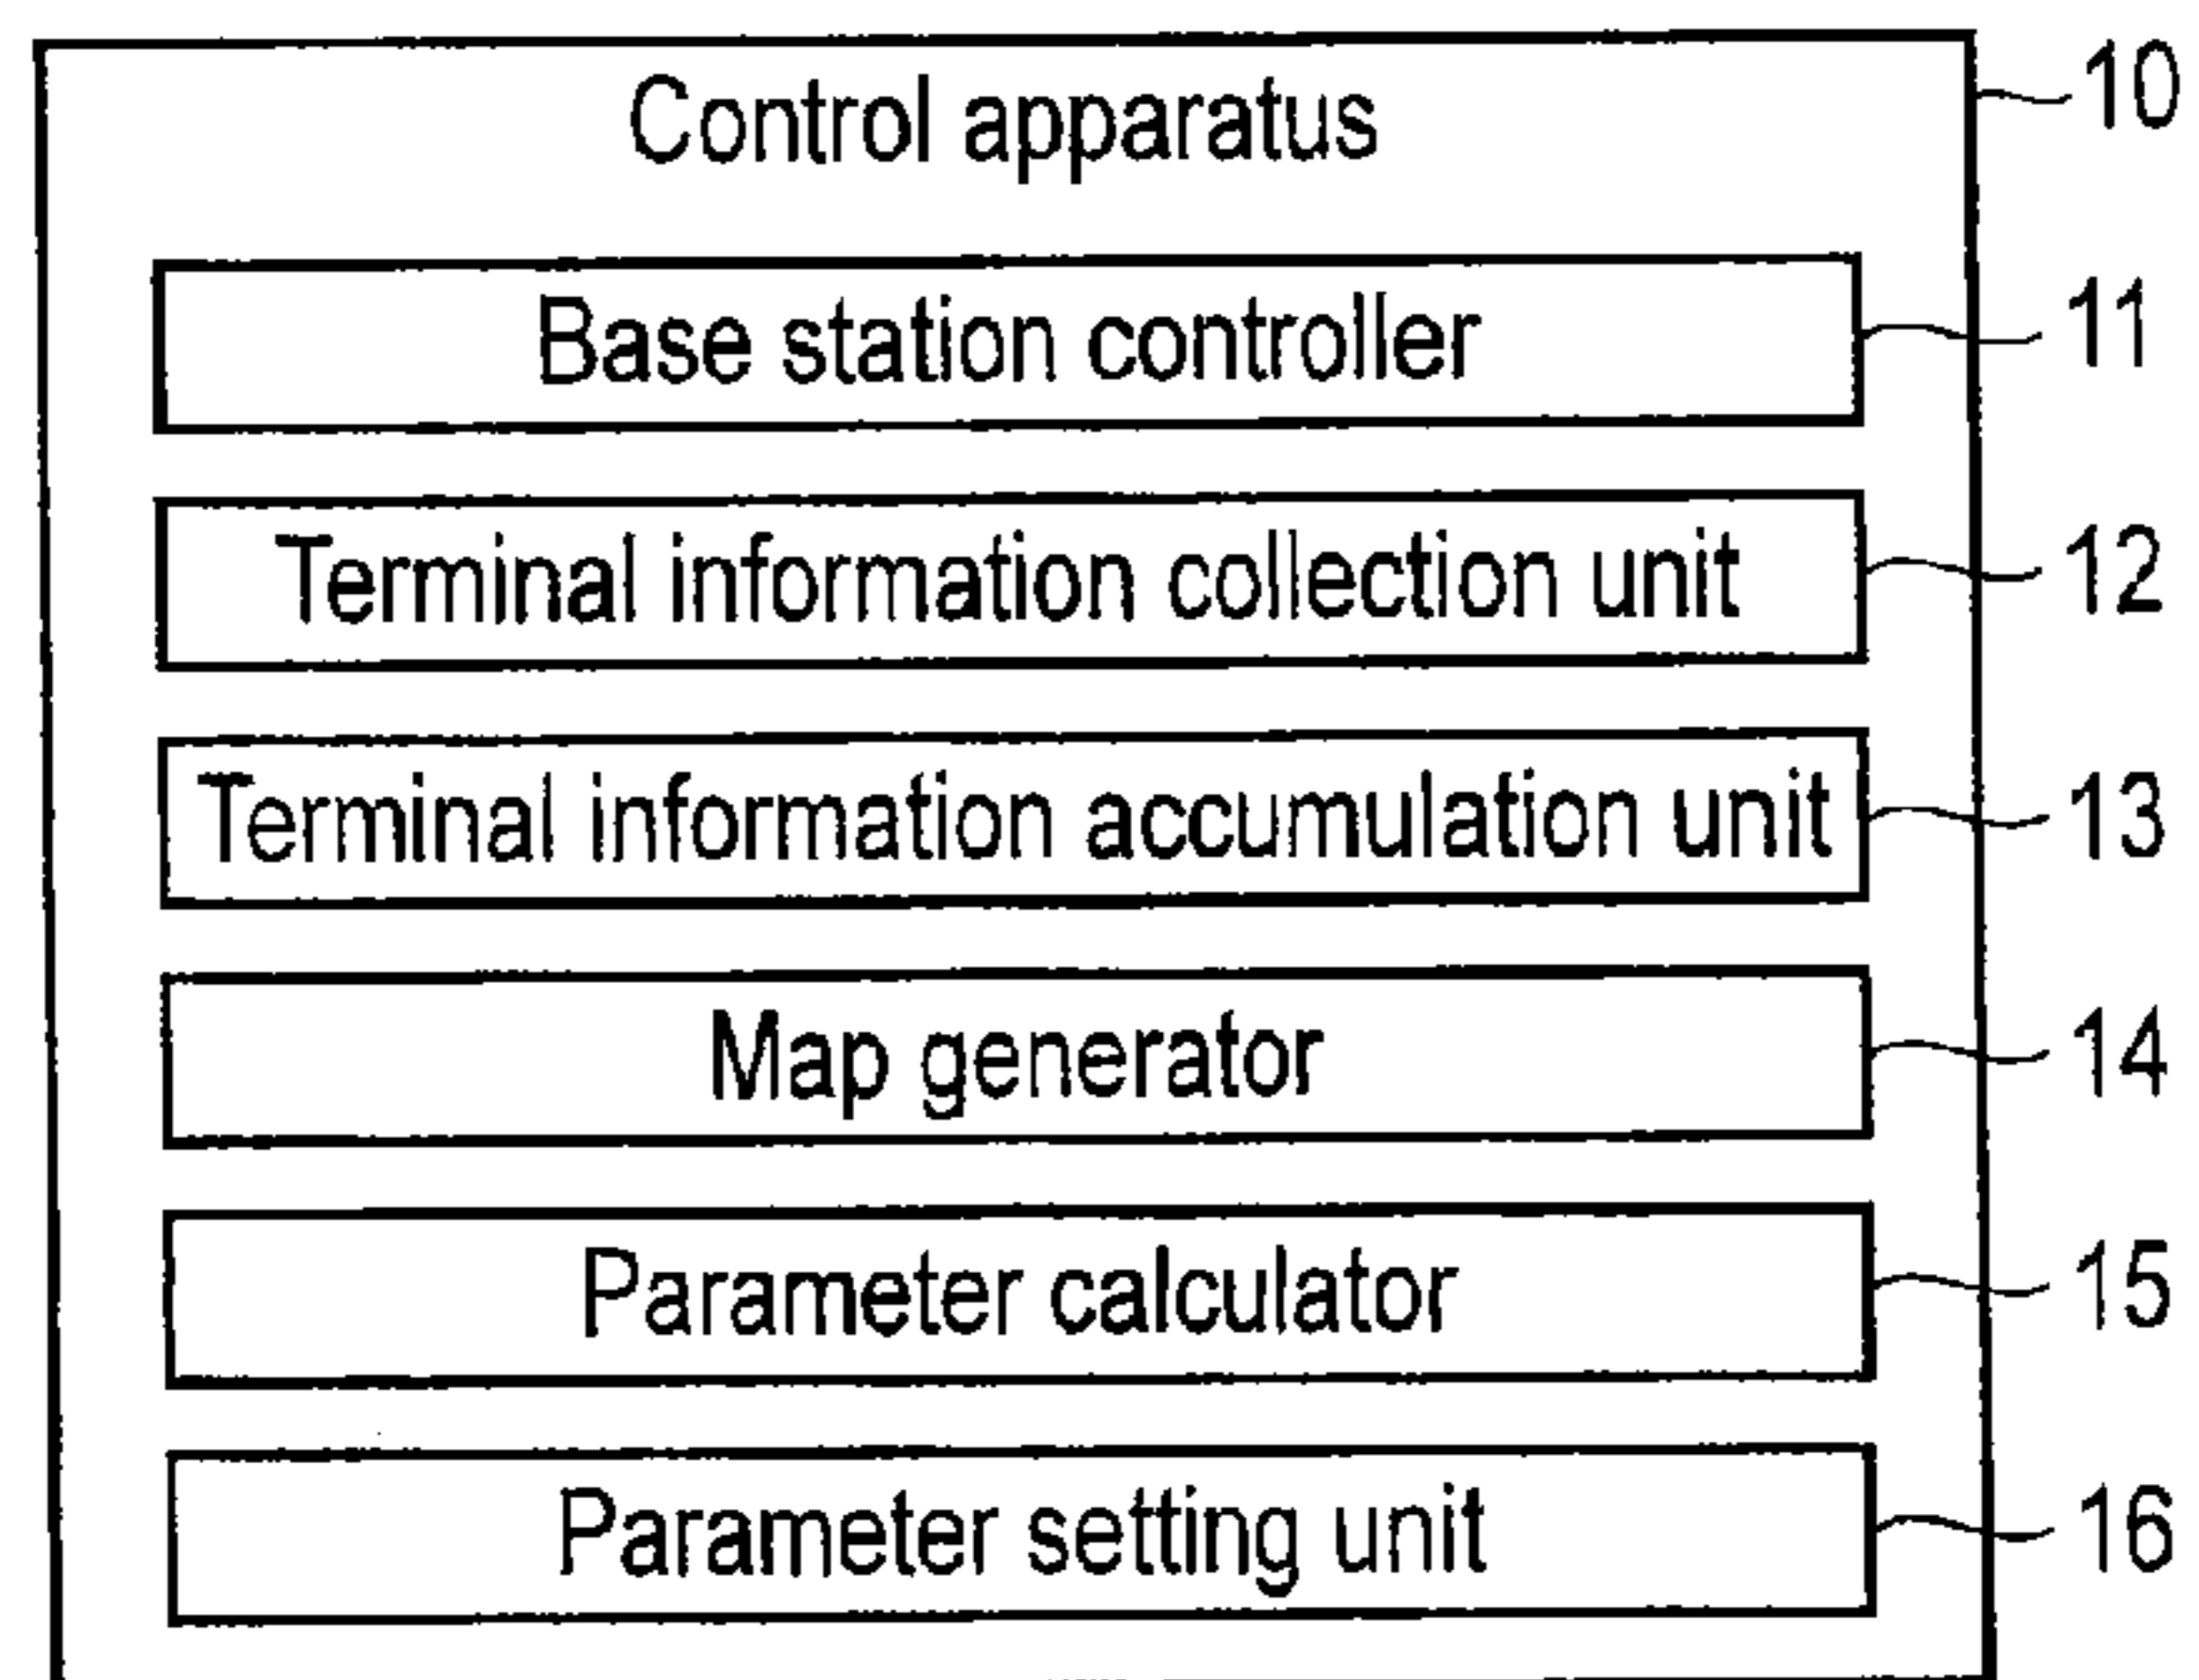 Control apparatus 10
Base station controller 11
Terminal information collection unit 12
Terminal information accumulation unit 13
Map generator 14
Parameter calculator 15
Parameter setting unit 16